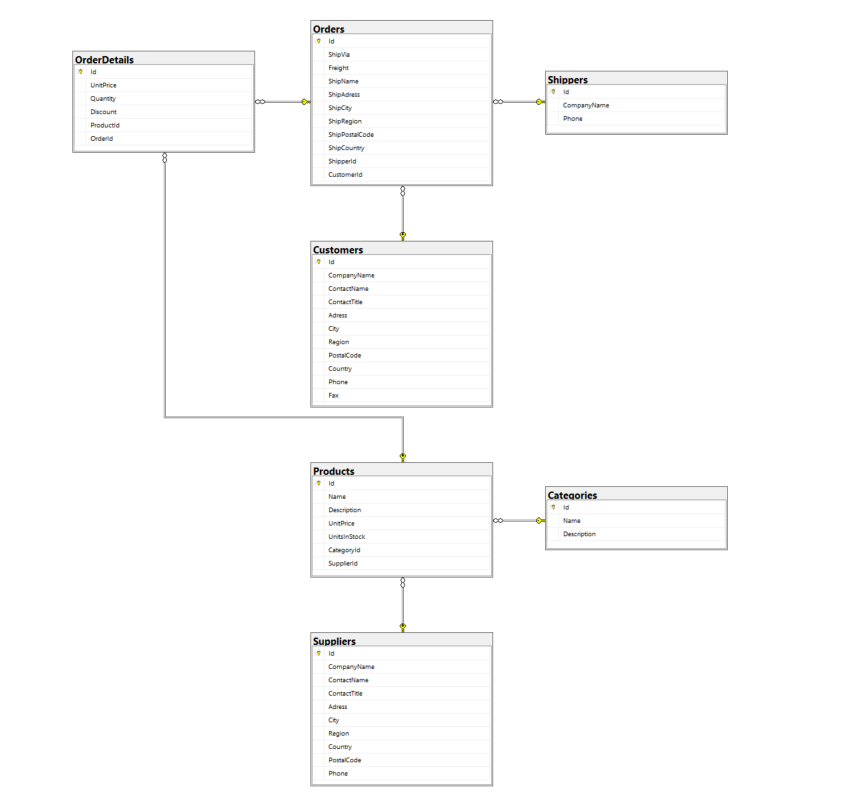 Orders
Id
ShipVia
Freight
ShipName
ShipAdress
ShipCity
ShipRegion
ShipPostalCode
ShipCountry
ShipperId
CustomerId
OrderDetails
Id
UnitPrice
Quantity
Discount
ProductId
OrderId
Shippers
Id
CompanyName
Phone
Customers
Id
CompanyName
ContactName
ContactTitle
Adress
City
Region
PostalCode
Country
Phone
Fax
Products
Id
Name
Description
UnitPrice
UnitsInStock
CategoryId
SupplierId
Categories
Id
Name
Description
Suppliers
Id
CompanyName
ContactName
ContactTitle
Adress
City
Region
Country
PostalCode
Phone